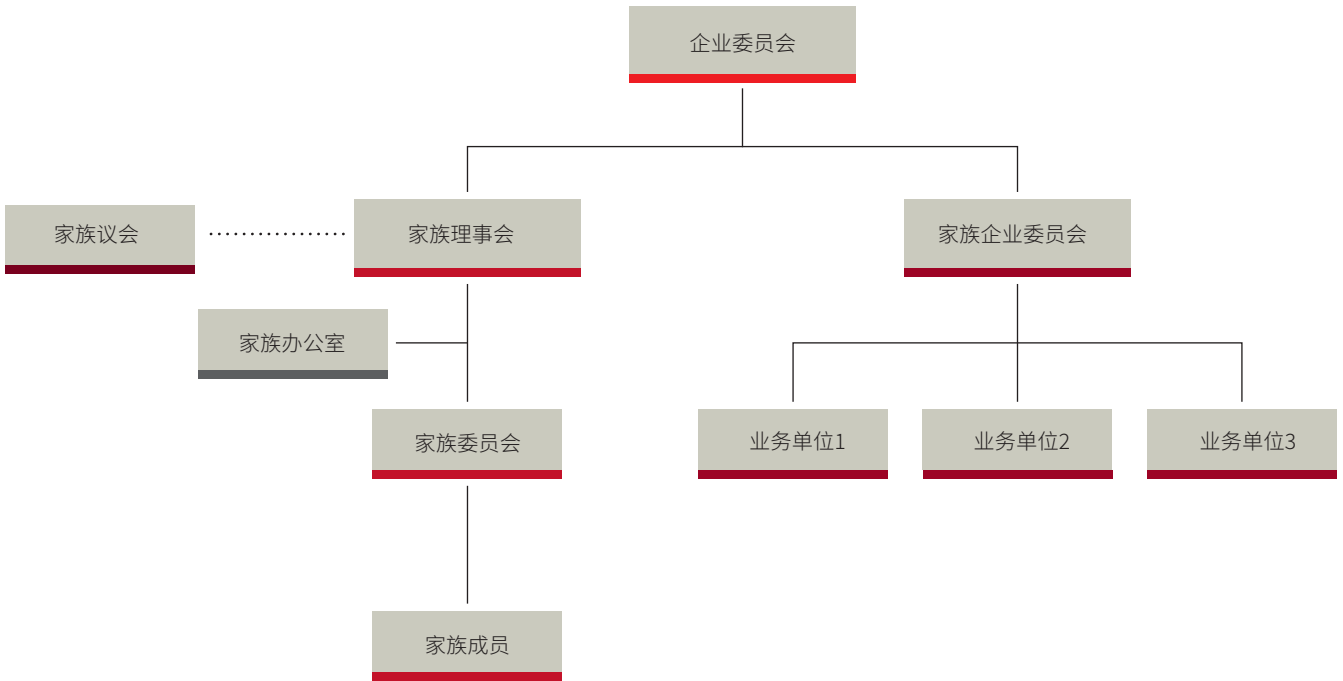 企业委员会
家族议会
家族理事会
家族企业委员会
家族办公室
家族委员会
业务单位1
业务单位2
业务单位3
家族成员